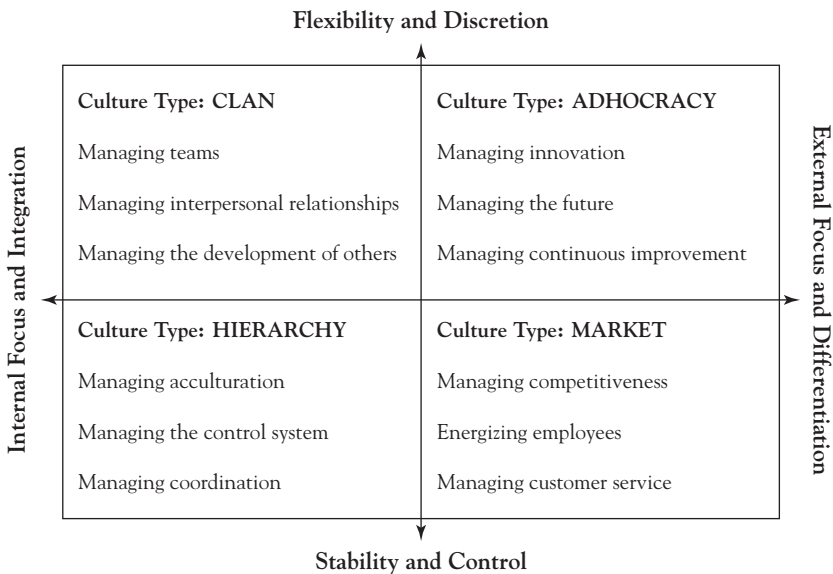 Flexibility and Discretion
Internal Focus and Integration
Culture Type: CLAN
Managing teams
Managing interpersonal relationships
Managing the development of others
Culture Type: ADHOCRACY
Managing innovation
Managing the future
Managing continuous improvement
Culture Type: HIERARCHY
Managing acculturation
Managing the control system
Managing coordination
Culture Type: MARKET
Managing competitiveness
Energizing employees
Managing customer service
External Focus and Differentiation
Stability and Control